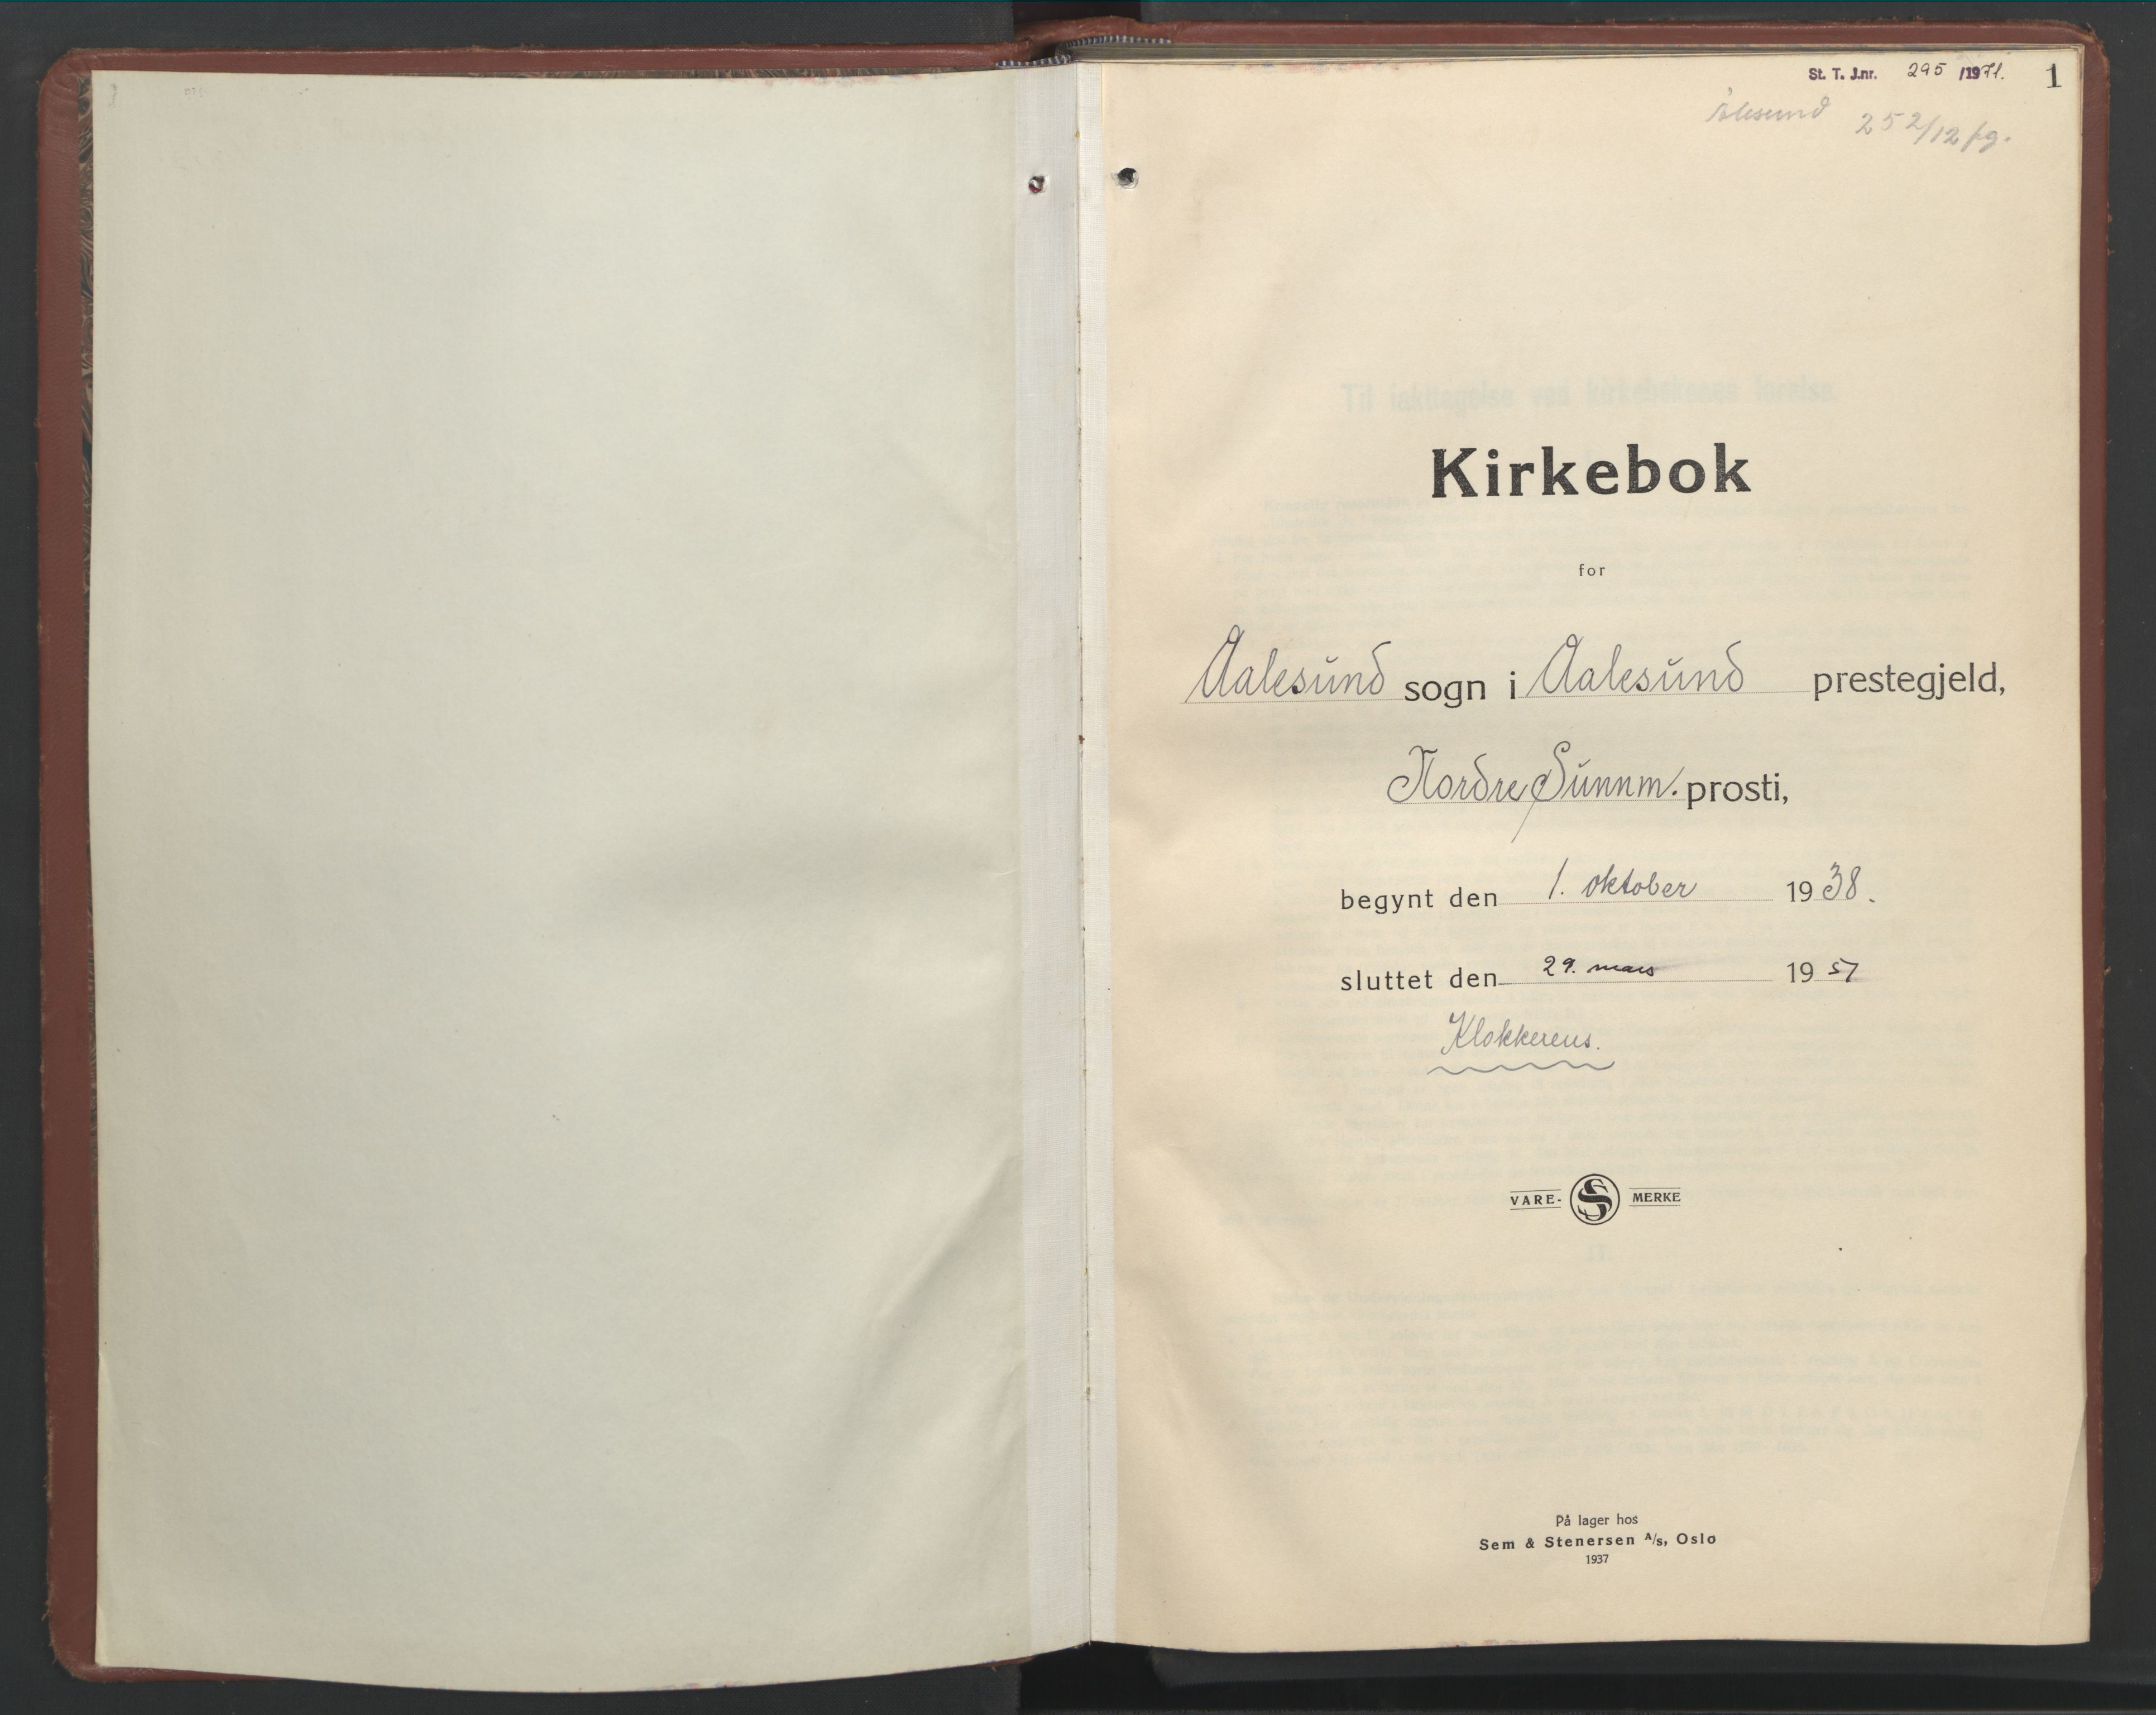 St. T. J.nr. 295 /1971.
1
Ålesund 252/12 fg.
Kirkebok
for
Aalesund sogn i Aalesund prestegjeld,
Nordre Sunnm. prosti,
begynt den 1. oktober 1938.
sluttet den 29. mars 1951
Klokkerens.
VARE- S MERKE
På lager hos
Sem & Stenersen A/s, Oslo
1937